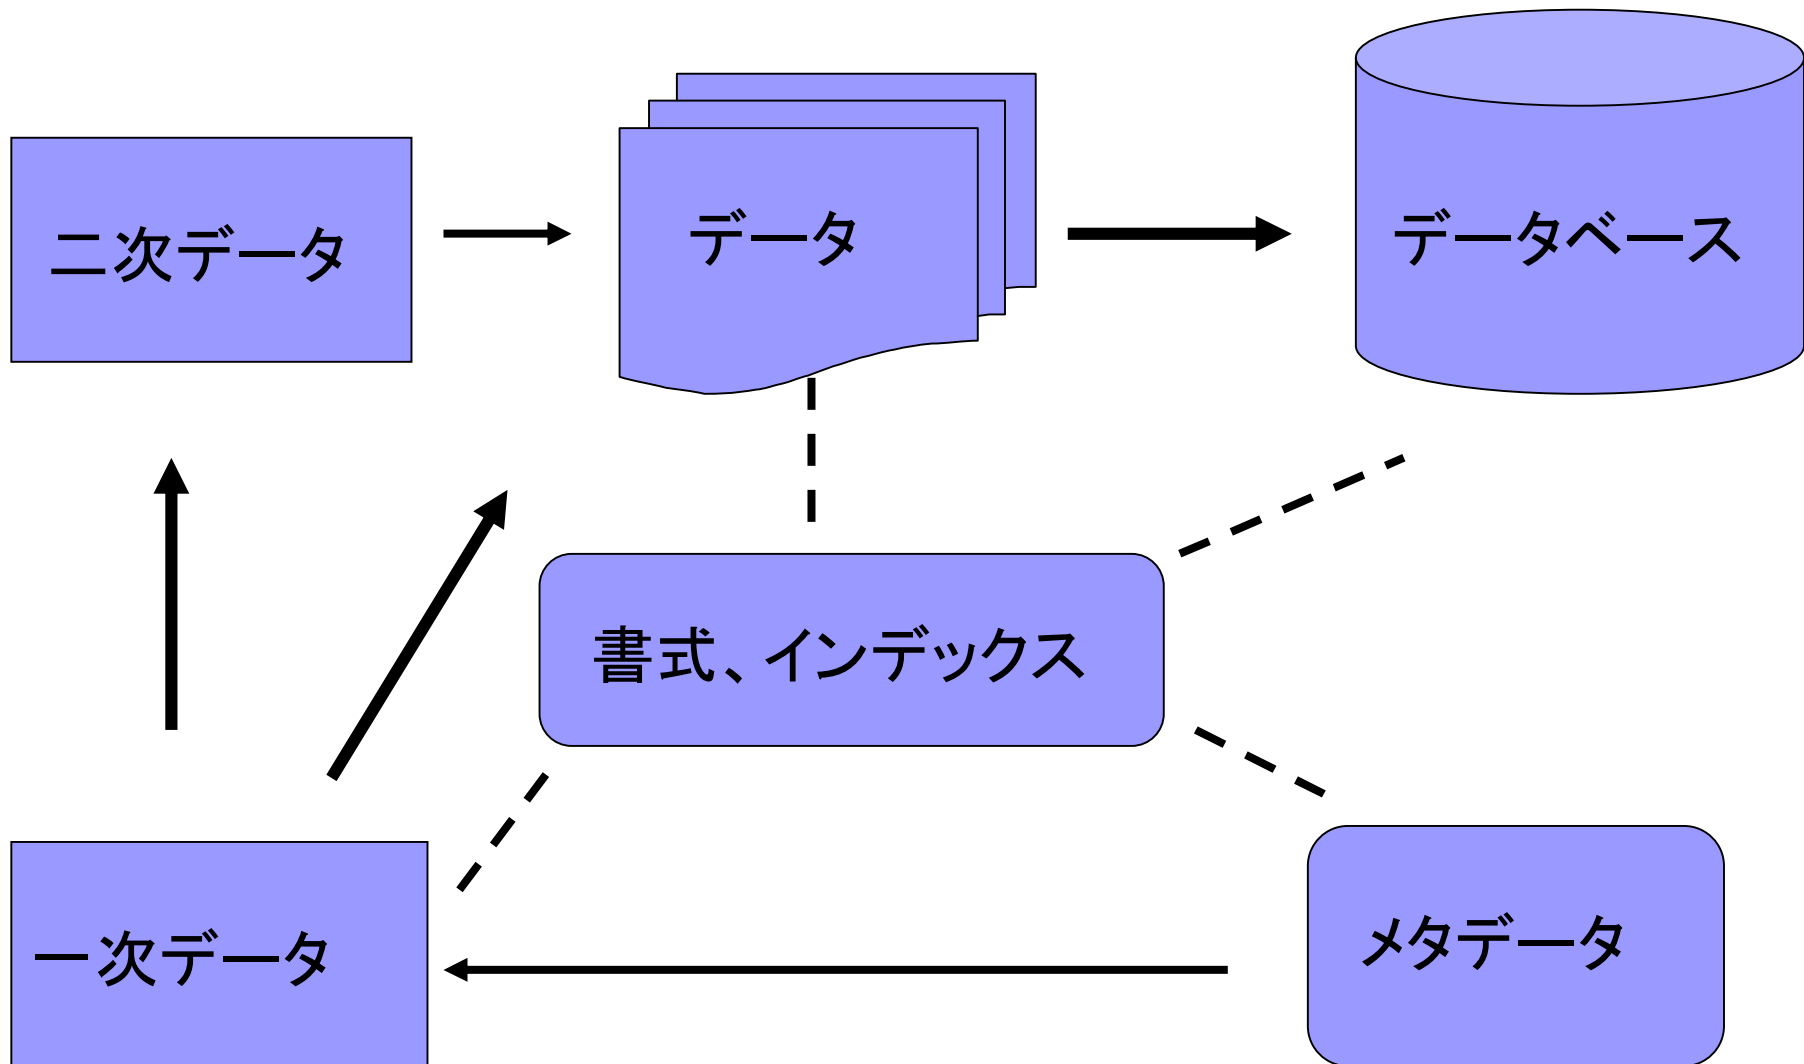 二次データ
データ
データベース
書式、インデックス
一次データ
メタデータ